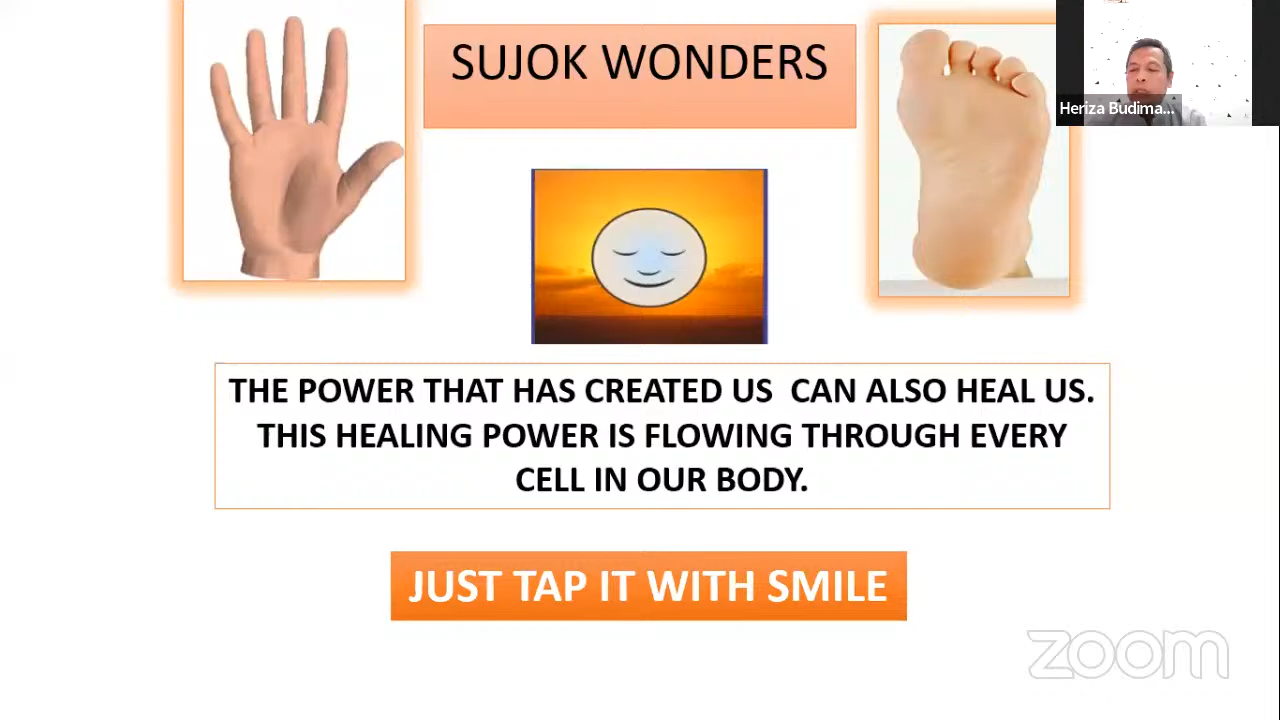 SUJOK WONDERS
Heriza Budima...
THE POWER THAT HAS CREATED US  CAN ALSO HEAL US.
THIS HEALING POWER IS FLOWING THROUGH EVERY
CELL IN OUR BODY.
JUST TAP IT WITH SMILE
zoom